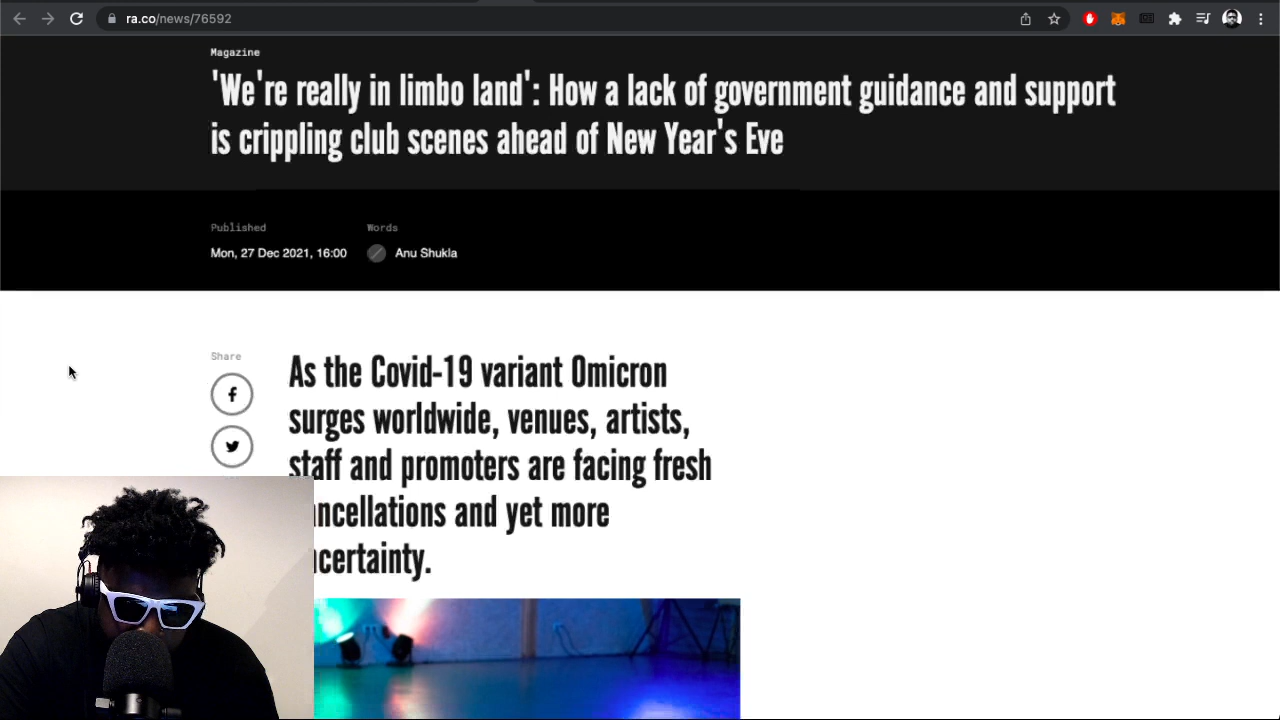 ra.co/news/76592
Magazine
'We're really in limbo land': How a lack of government guidance and support
is crippling club scenes ahead of New Year's Eve
Published
Words
Mon, 27 Dec 2021, 16:00
Anu Shukla
Share
As the Covid-19 variant Omicron
surges worldwide, venues, artists,
staff and promoters are facing fresh
ancellations and yet more
certainty.